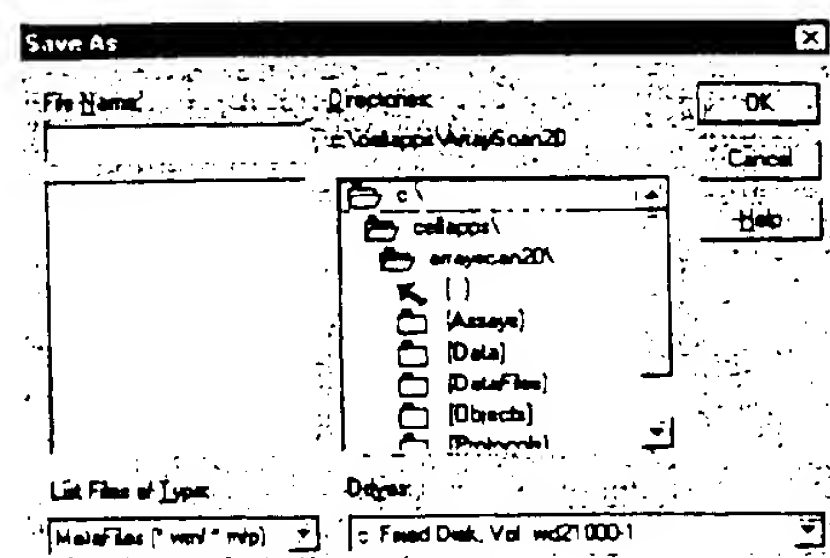 Save As
File Name:
Directories:
OK
c:\cellapps\ArrayScan20
Cancel
c:\
Help
cellapps\
arrayscan20\
[..]
[Assays]
[Data]
[DataFiles]
[Objects]
[Protocols]
List Files of Type:
Drives:
MetaFiles (*.wmf *.mfp)
c: Fixed Disk, Vol wd21000-1